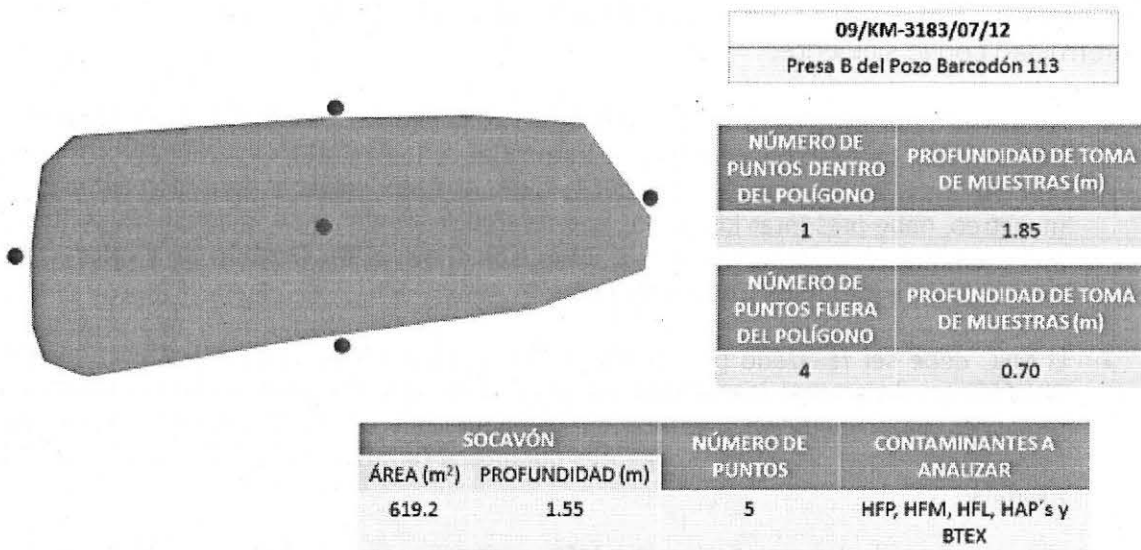 09/KM-3183/07/12
Presa B del Pozo Barcodón 113
NÚMERO DE
PUNTOS DENTRO
DEL POLÍGONO
PROFUNDIDAD DE TOMA
DE MUESTRAS (m)
1
1.85
NÚMERO DE
PUNTOS FUERA
DEL POLÍGONO
PROFUNDIDAD DE TOMA
DE MUESTRAS (m)
4
0.70
SOCAVÓN
NÚMERO DE
PUNTOS
CONTAMINANTES A
ANALIZAR
ÁREA (m²)
PROFUNDIDAD (m)
619.2
1.55
5
HFP, HFM, HFL, HAP´s y
BTEX